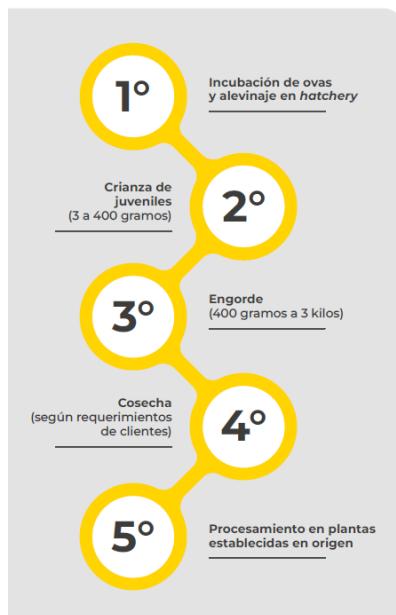 1°
Incubación de ovas
y alevinaje en hatchery
Crianza de
juveniles
(3 a 400 gramos)
2°
3°
Engorde
(400 gramos a 3 kilos)
Cosecha
(según requerimientos
de clientes)
4°
5°
Procesamiento en plantas
establecidas en origen